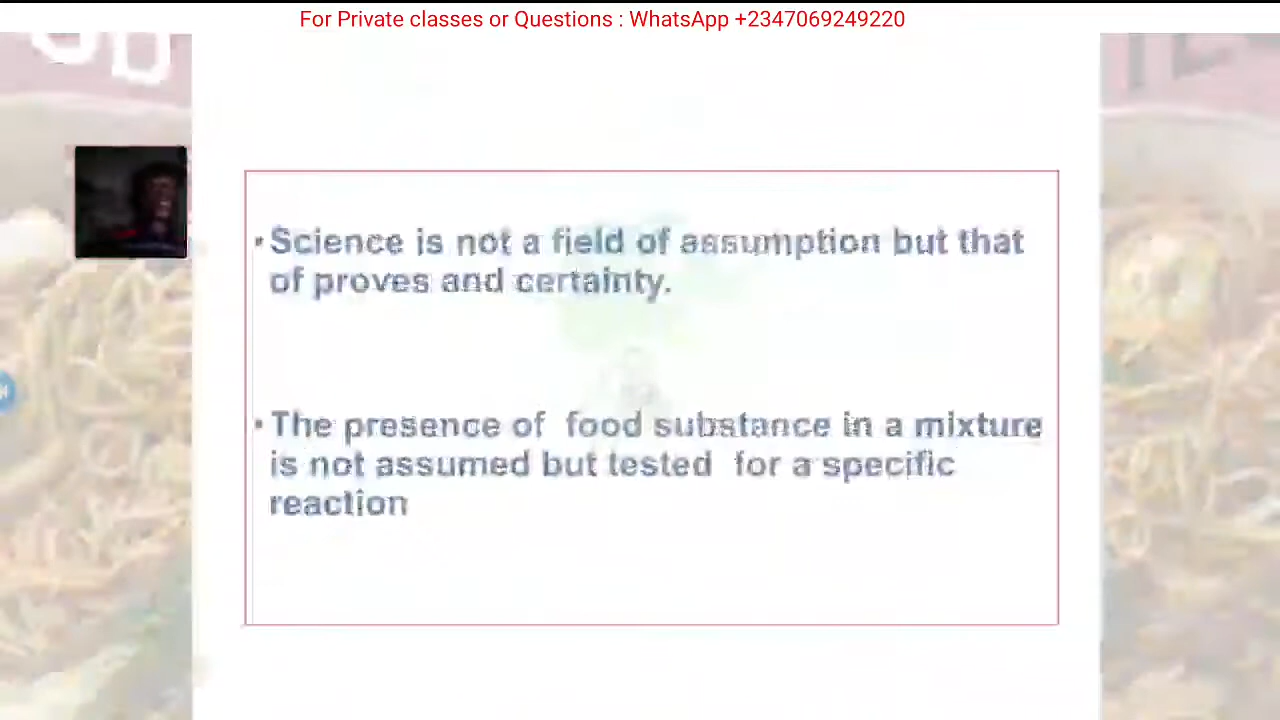 For Private classes or Questions : WhatsApp +2347069249220
• Science is not a field of assumption but that
of proves and certainty.
• The presence of food substance in a mixture
is not assumed but tested for a specific
reaction